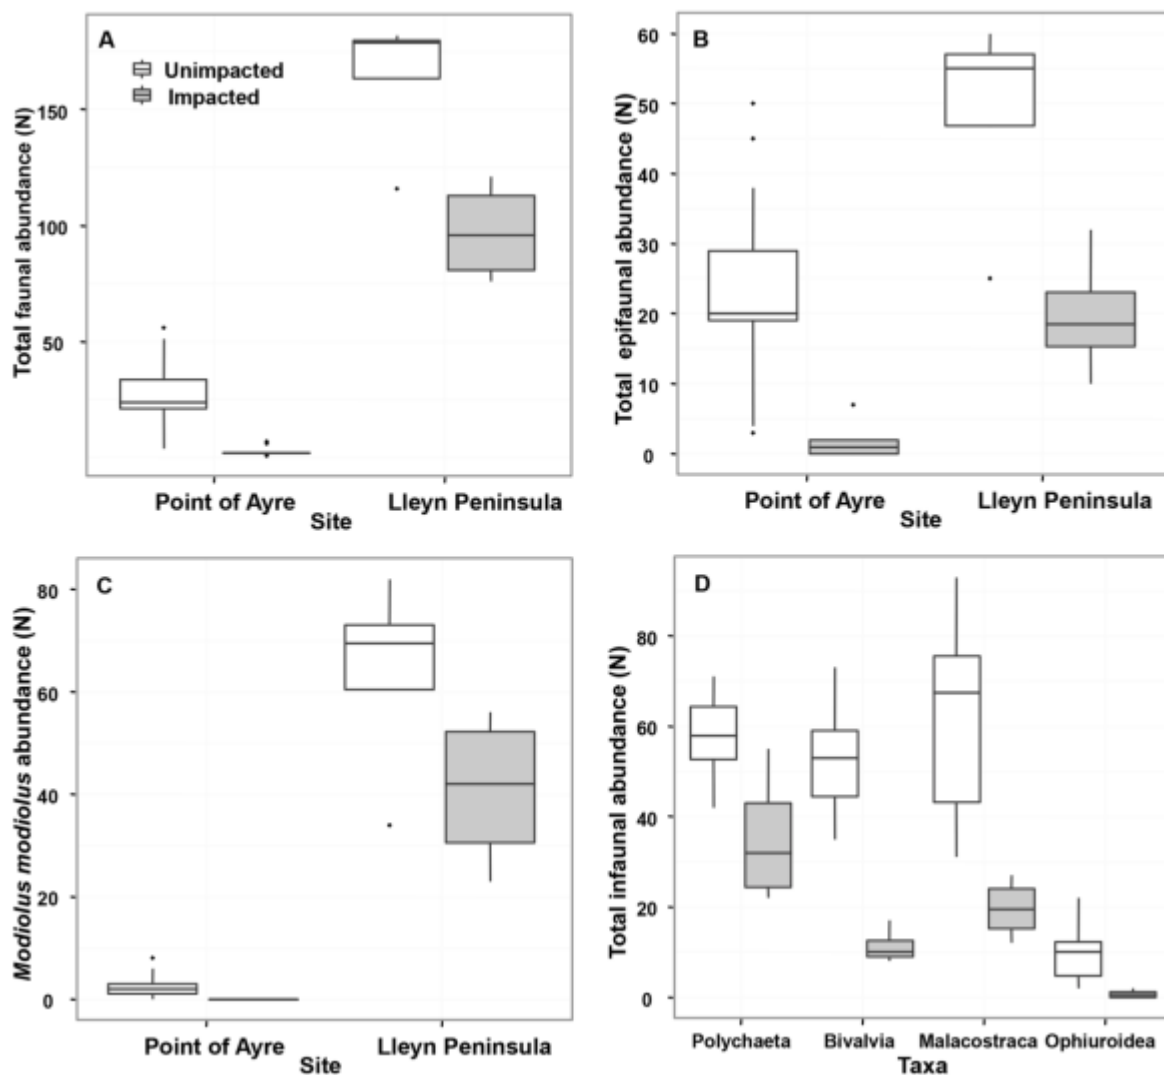 A
Unimpacted
Impacted
Total faunal abundance (N)
150
100
50
Point of Ayre
Lleyn Peninsula
Site
B
Total epifaunal abundance (N)
60
50
40
30
20
10
0
Point of Ayre
Lleyn Peninsula
Site
C
Modiolus modiolus abundance (N)
80
60
40
20
0
Point of Ayre
Lleyn Peninsula
Site
D
Total infaunal abundance (N)
80
60
40
20
0
Polychaeta
Bivalvia
Malacostraca
Ophiuroidea
Taxa